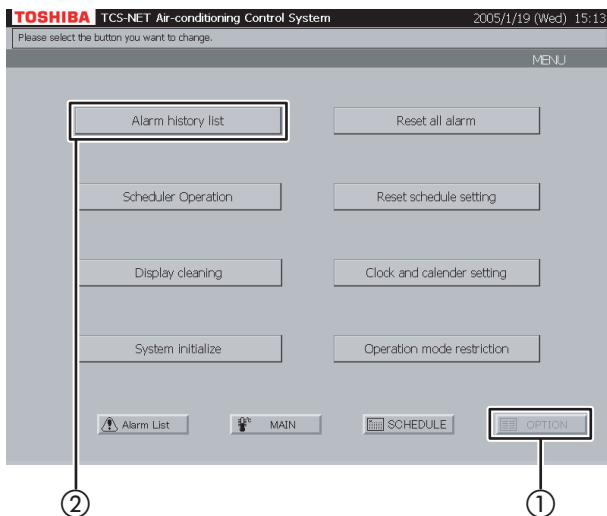 TOSHIBA TCS-NET Air-conditioning Control System 2005/1/19 (Wed) 15:13
Please select the button you want to change.
MENU
Alarm history list Reset all alarm
Scheduler Operation Reset schedule setting
Display cleaning Clock and calender setting
System initialize Operation mode restriction
Alarm List MAIN SCHEDULE OPTION
② ①